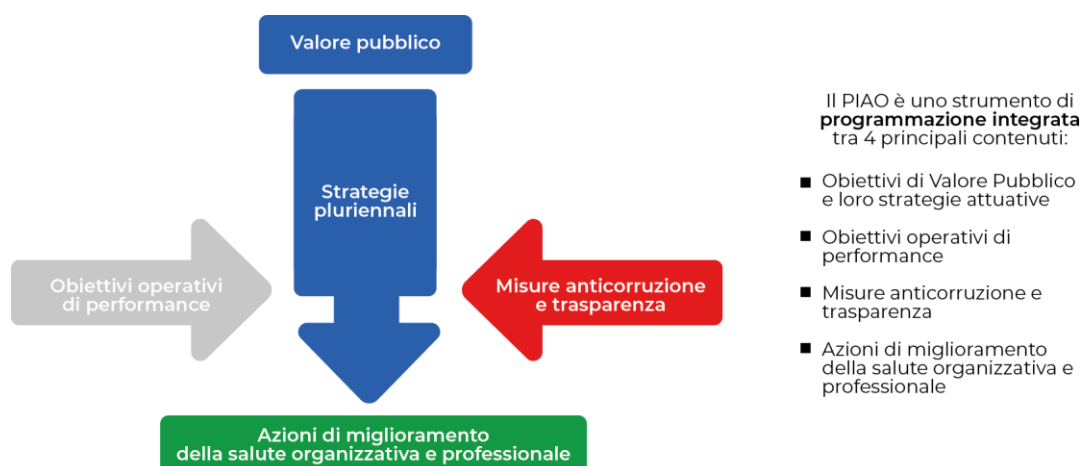 Valore pubblico
Strategie
pluriennali
Obiettivi operativi
di performance
Misure anticorruzione
e trasparenza
Azioni di miglioramento
della salute organizzativa e professionale
Il PIAO è uno strumento di
programmazione integrata
tra 4 principali contenuti:
Obiettivi di Valore Pubblico
e loro strategie attuative
Obiettivi operativi di
performance
Misure anticorruzione e
trasparenza
Azioni di miglioramento
della salute organizzativa e
professionale